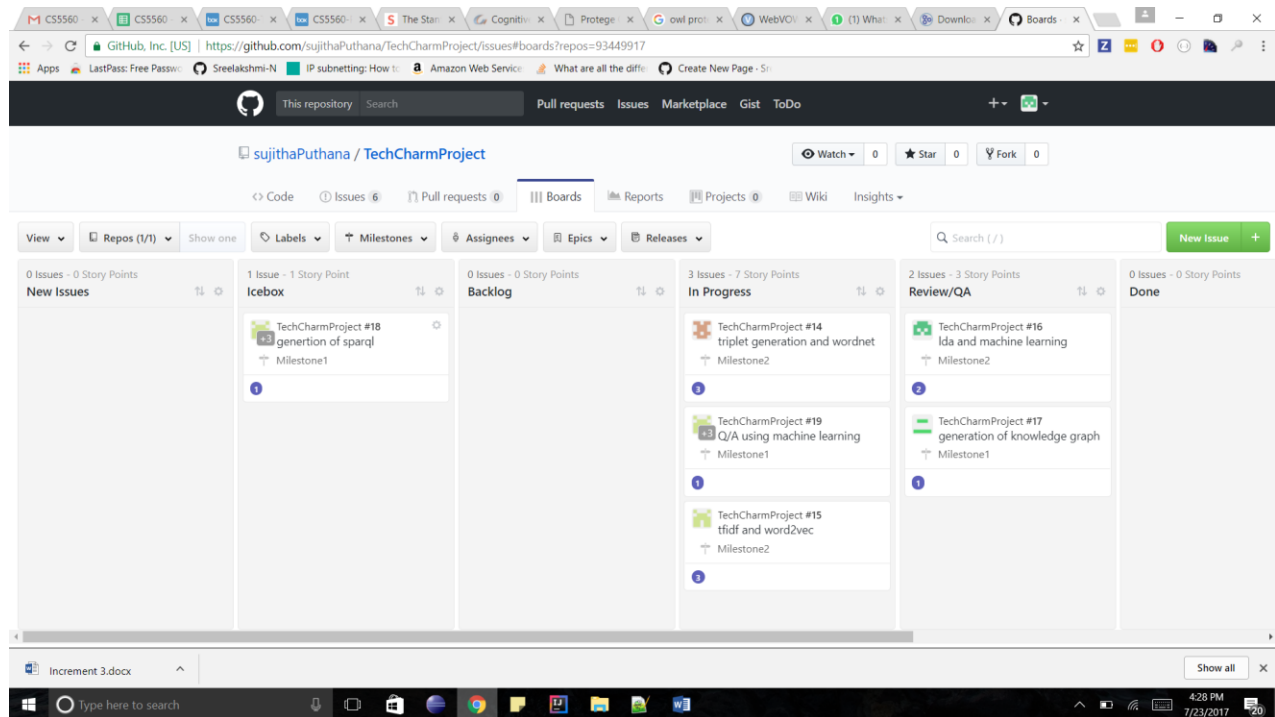 CS5560
CS5560
CS5560-
CS5560-I
The Stan
Cognitiv
Protege
owl prot
WebVOV
(1) What
Downloa
Boards -
GitHub, Inc. [US] | https://github.com/sujithaPuthana/TechCharmProject/issues#boards?repos=93449917
Apps LastPass: Free Passwo Sreelakshmi-N IP subnetting: How to Amazon Web Service What are all the diffe Create New Page · Sr
This repository Search Pull requests Issues Marketplace Gist ToDo
sujithaPuthana / TechCharmProject Watch 0 Star 0 Fork 0
<> Code Issues 6 Pull requests 0 Boards Reports Projects 0 Wiki Insights
View Repos (1/1) Show one Labels Milestones Assignees Epics Releases Search ( / ) New Issue +
0 Issues - 0 Story Points
New Issues
1 Issue - 1 Story Point
Icebox
TechCharmProject #18
+3
genertion of sparql
Milestone1
1
0 Issues - 0 Story Points
Backlog
3 Issues - 7 Story Points
In Progress
TechCharmProject #14
triplet generation and wordnet
Milestone2
3
TechCharmProject #19
+3
Q/A using machine learning
Milestone1
1
TechCharmProject #15
tfidf and word2vec
Milestone2
3
2 Issues - 3 Story Points
Review/QA
TechCharmProject #16
lda and machine learning
Milestone2
2
TechCharmProject #17
generation of knowledge graph
Milestone1
1
0 Issues - 0 Story Points
Done
Increment 3.docx Show all
Type here to search
4:28 PM
7/23/2017
20